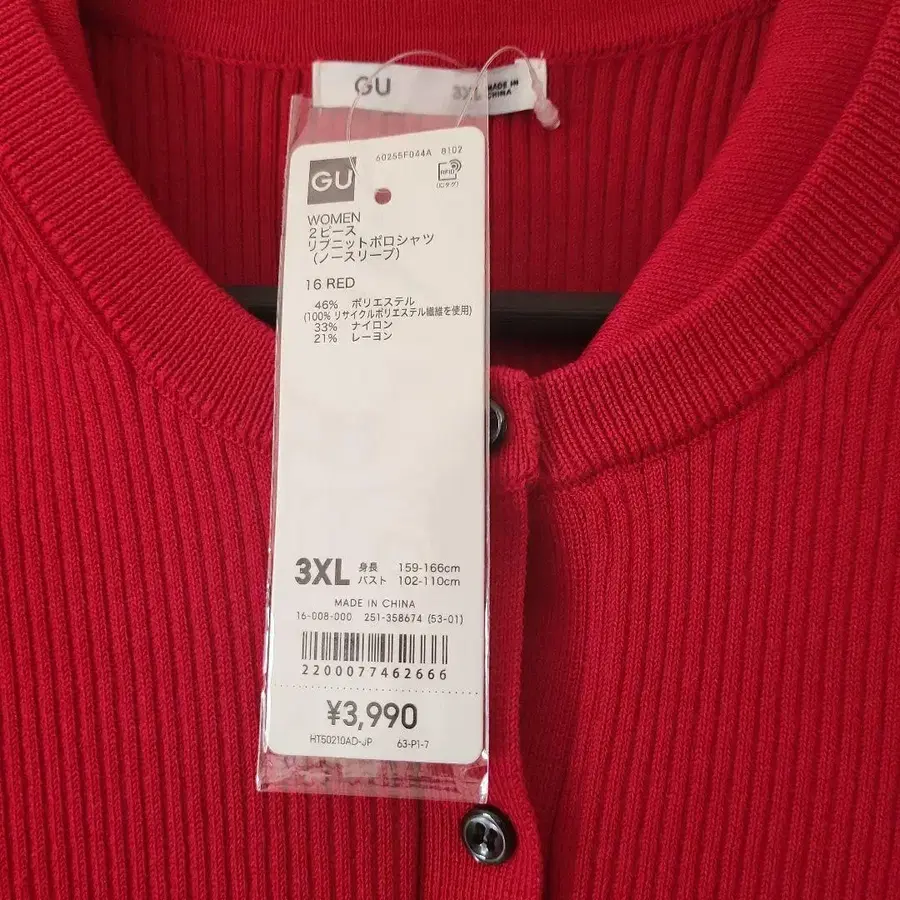 GU
3XL MADE IN
CHINA
60255F044A 8102
GU
RFID
(ICタグ)
WOMEN
2ピース
リブニットポロシャツ
(ノースリーブ)
16 RED
46% ポリエステル
(100% リサイクルポリエステル繊維を使用)
33% ナイロン
21% レーヨン
3XL 身長 159-166cm
バスト 102-110cm
MADE IN CHINA
16-008-000 251-358674 (53-01)
2200077462666
¥3,990
HT50210AD-JP 63-P1-7